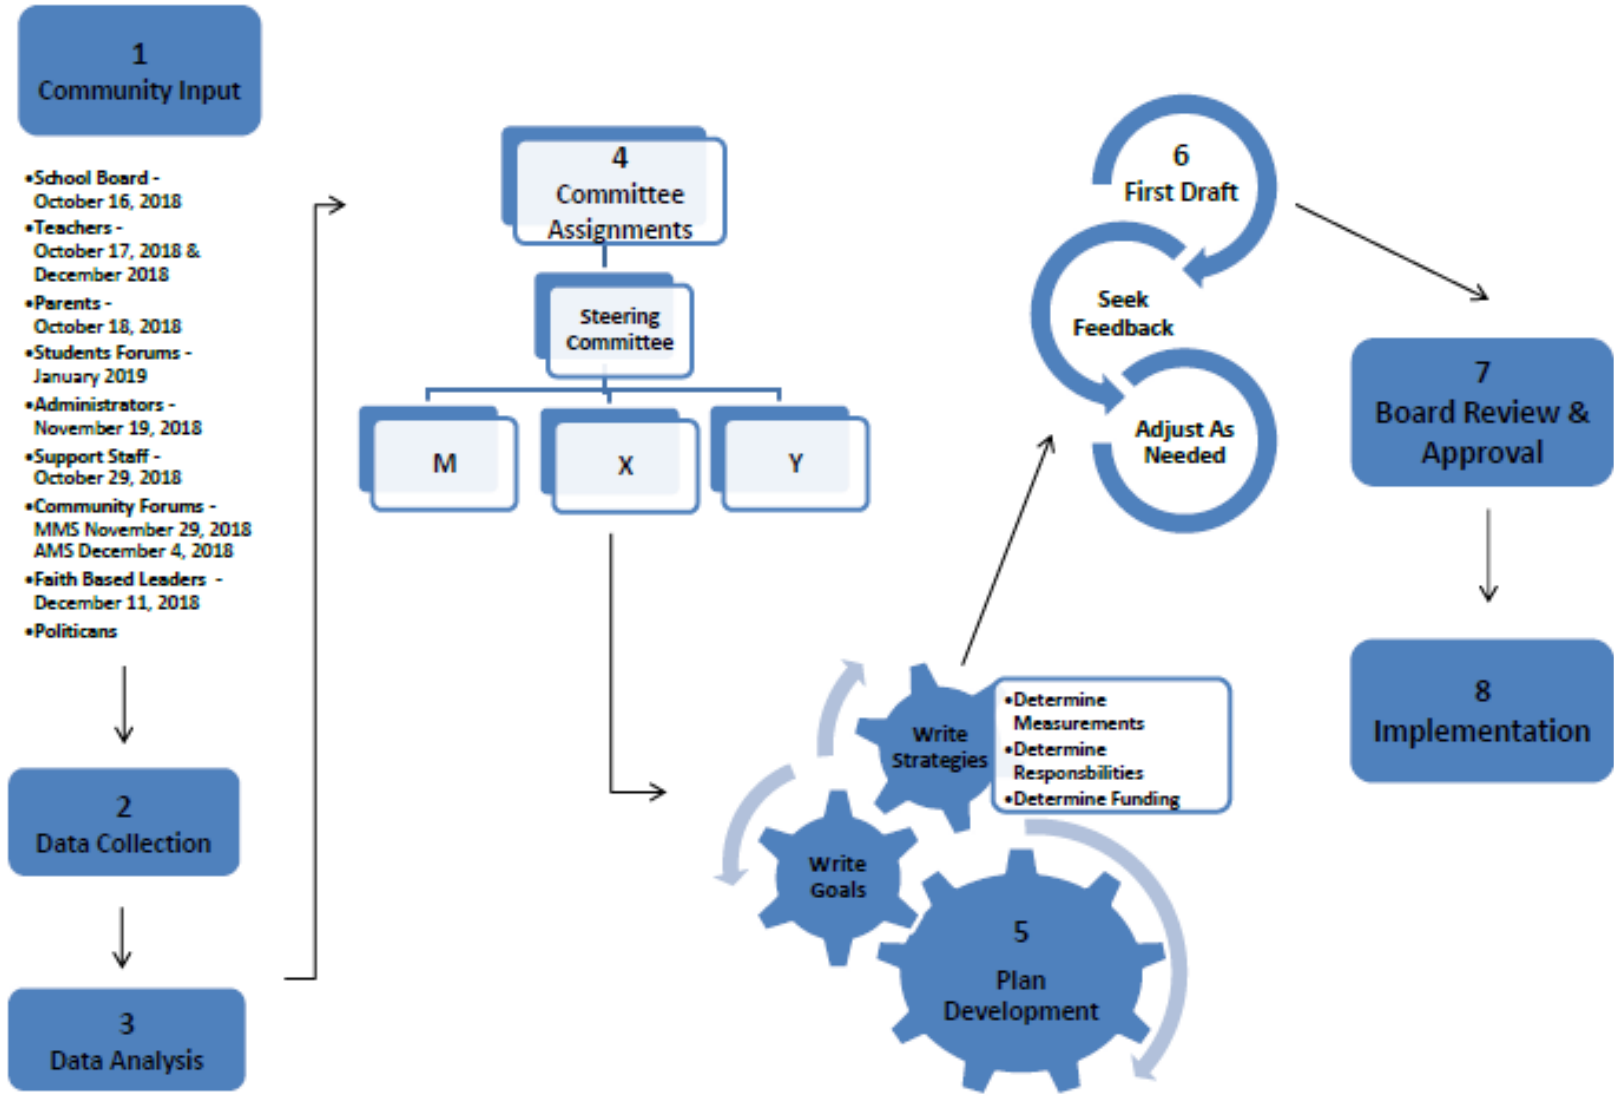 1
Community Input
•School Board -
October 16, 2018
•Teachers -
October 17, 2018 &
December 2018
•Parents -
October 18, 2018
•Students Forums -
January 2019
•Administrators -
November 19, 2018
•Support Staff -
October 29, 2018
•Community Forums -
MMS November 29, 2018
AMS December 4, 2018
•Faith Based Leaders -
December 11, 2018
•Politicans
2
Data Collection
3
Data Analysis
4
Committee
Assignments
Steering
Committee
M
X
Y
Write
Strategies
•Determine
Measurements
•Determine
Responsbilities
•Determine Funding
Write
Goals
5
Plan
Development
6
First Draft
Seek
Feedback
Adjust As
Needed
7
Board Review &
Approval
8
Implementation